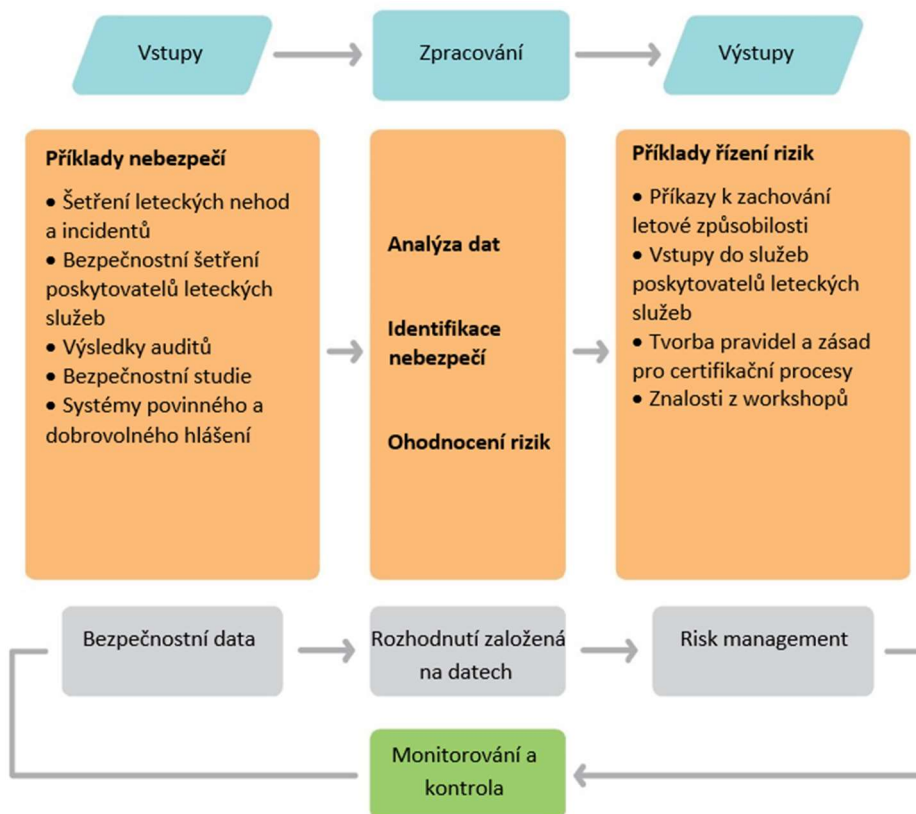 Vstupy
Zpracování
Výstupy
Příklady nebezpečí
• Šetření leteckých nehod
a incidentů
• Bezpečnostní šetření
poskytovatelů leteckých
služeb
• Výsledky auditů
• Bezpečnostní studie
• Systémy povinného a
dobrovolného hlášení
Analýza dat
Identifikace
nebezpečí
Ohodnocení rizik
Příklady řízení rizik
• Příkazy k zachování
letové způsobilosti
• Vstupy do služeb
poskytovatelů leteckých
služeb
• Tvorba pravidel a zásad
pro certifikační procesy
• Znalosti z workshopů
Bezpečnostní data
Rozhodnutí založená
na datech
Risk management
Monitorování a
kontrola